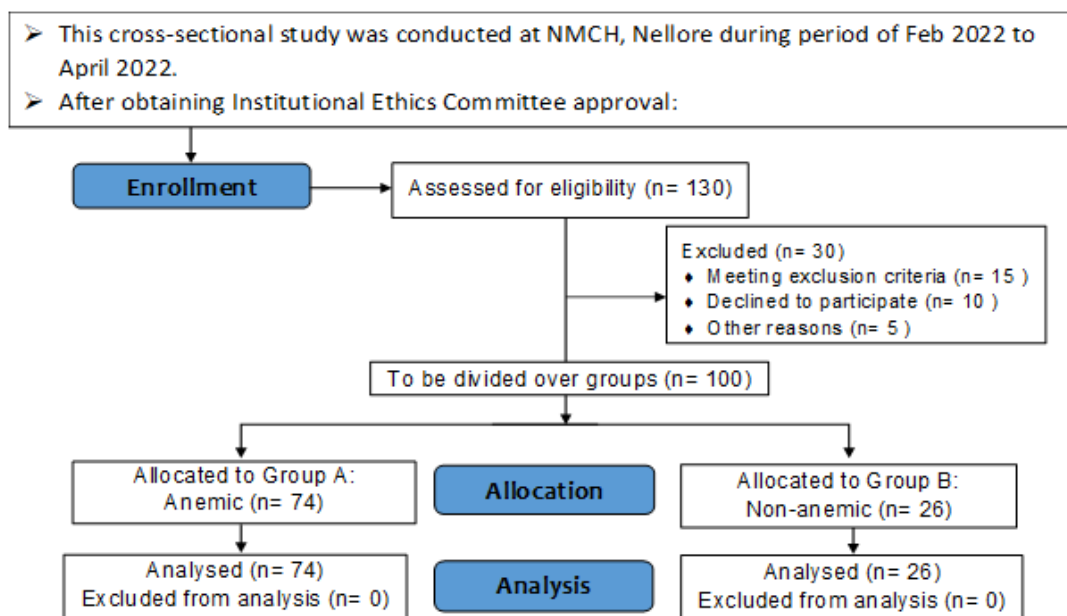 ➢ This cross-sectional study was conducted at NMCH, Nellore during period of Feb 2022 to
April 2022.
➢ After obtaining Institutional Ethics Committee approval:
Enrollment
Assessed for eligibility (n= 130)
Excluded (n= 30)
♦ Meeting exclusion criteria (n= 15 )
♦ Declined to participate (n= 10 )
♦ Other reasons (n= 5 )
To be divided over groups (n= 100)
Allocated to Group A:
Anemic (n= 74)
Allocation
Allocated to Group B:
Non-anemic (n= 26)
Analysed (n= 74)
Excluded from analysis (n= 0)
Analysis
Analysed (n= 26)
Excluded from analysis (n= 0)